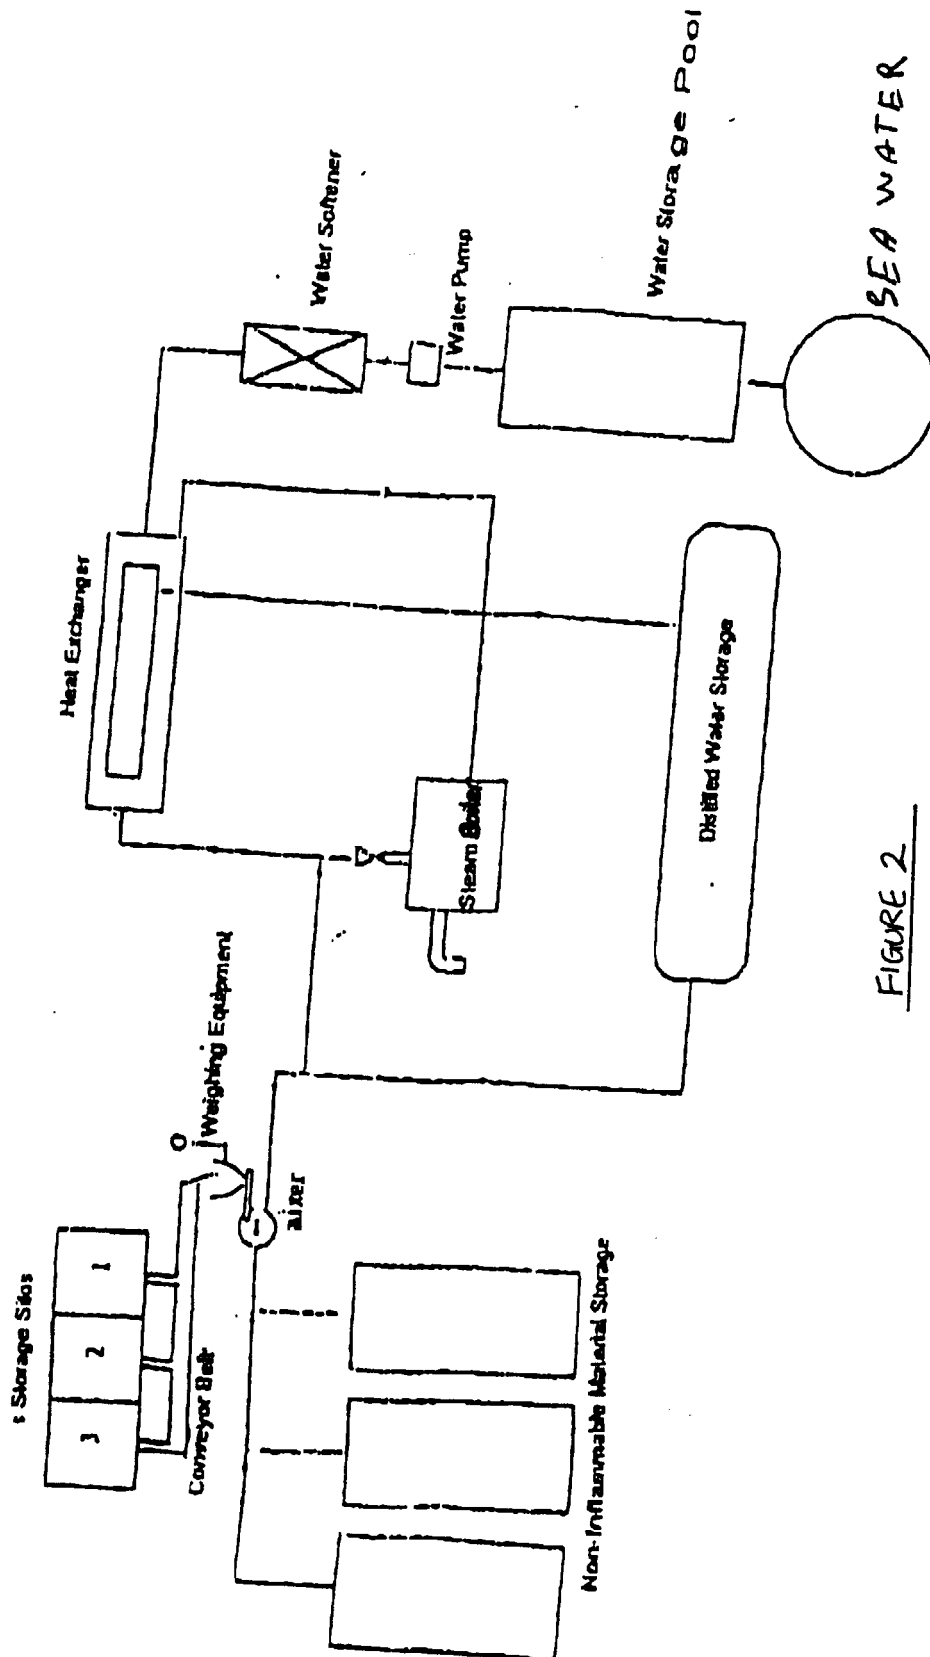 s Storage Silos
3
2
1
Conveyor Belt
Weighing Equipment
Heat Exchanger
Water Softener
Water Pump
Water Storage Pool
SEA WATER
Steam Boiler
Distilled Water Storage
Non-Inflammable Material Storage
FIGURE 2